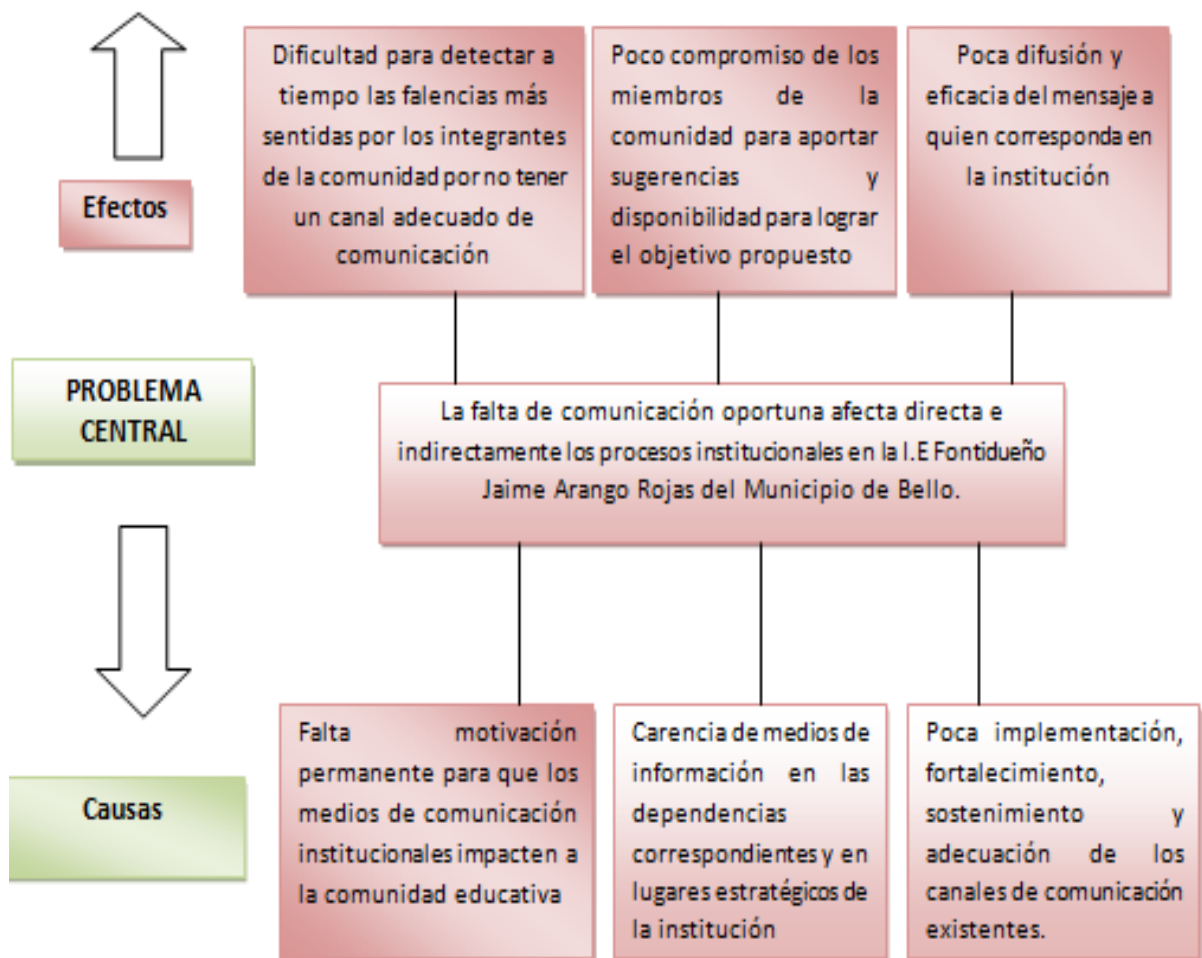 Dificultad para detectar a
tiempo las falencias más
sentidas por los integrantes
de la comunidad por no tener
un canal adecuado de
comunicación
Poco compromiso de los
miembros de la
comunidad para aportar
sugerencias y
disponibilidad para lograr
el objetivo propuesto
Poca difusión y
eficacia del mensaje a
quien corresponda en
la institución
Efectos
PROBLEMA
CENTRAL
La falta de comunicación oportuna afecta directa e
indirectamente los procesos institucionales en la I.E Fontidueño
Jaime Arango Rojas del Municipio de Bello.
Causas
Falta motivación
permanente para que los
medios de comunicación
institucionales impacten a
la comunidad educativa
Carencia de medios de
información en las
dependencias
correspondientes y en
lugares estratégicos de
la institución
Poca implementación,
fortalecimiento,
sostenimiento y
adecuación de los
canales de comunicación
existentes.